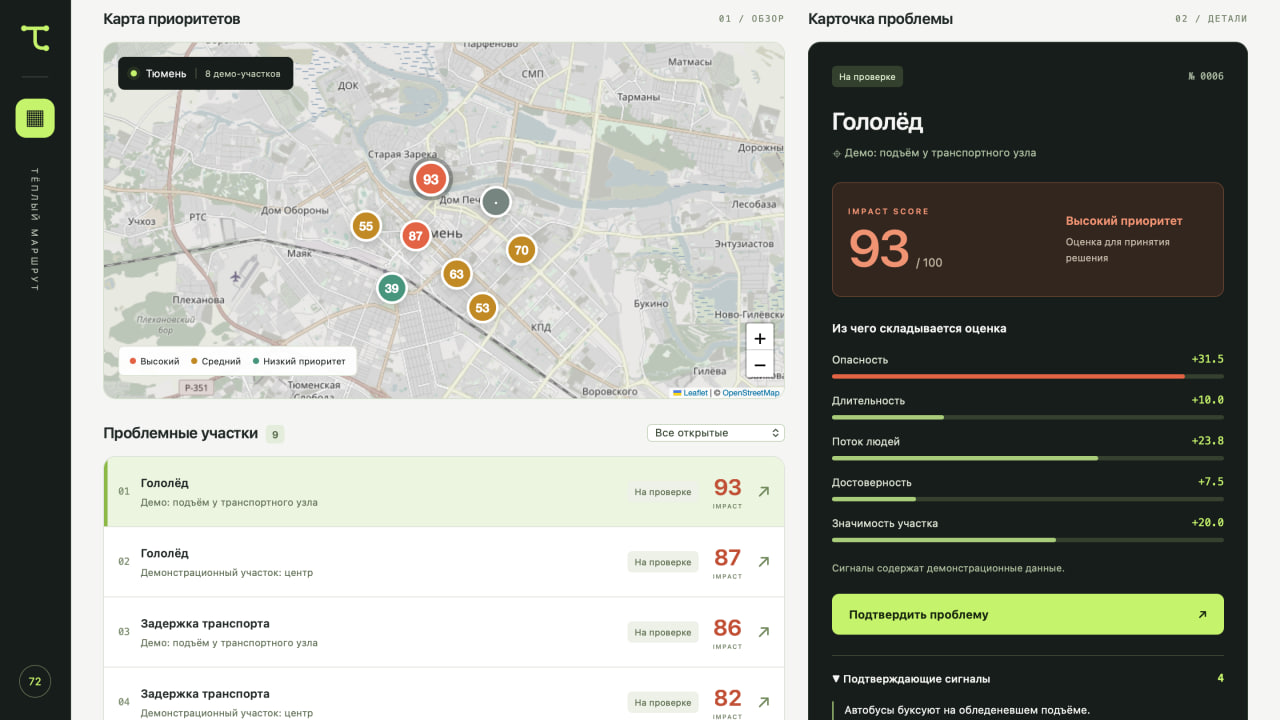 ТЁПЛЫЙ МАРШРУТ
72
Карта приоритетов
01 / ОБЗОР
Тюмень | 8 демо-участков
Парфёново
Матмасы
СМП
ДОК
Тарманы
Старая Зарека
Дорожны
93
Дом Печ
Лесобаза
Дом Обороны
РТС
Учхоз
55
87
мень
70
Энтузиастов
Маяк
63
39
Плеханова
53
Букино
Плехановский
бор
КПД
Ново-Гилёвски
+
−
Высокий
Средний
Низкий приоритет
Гилёва
Р-351
Тюменская
Слобода
Воровского
Leaflet | © OpenStreetMap
Проблемные участки 9
Все открытые
01
Гололёд
Демо: подъём у транспортного узла
На проверке
93
IMPACT
02
Гололёд
Демонстрационный участок: центр
На проверке
87
IMPACT
03
Задержка транспорта
Демо: подъём у транспортного узла
На проверке
86
IMPACT
04
Задержка транспорта
Демонстрационный участок: центр
На проверке
82
IMPACT
Карточка проблемы
02 / ДЕТАЛИ
На проверке
№ 0006
Гололёд
Демо: подъём у транспортного узла
IMPACT SCORE
93 / 100
Высокий приоритет
Оценка для принятия
решения
Из чего складывается оценка
Опасность +31.5
Длительность +10.0
Поток людей +23.8
Достоверность +7.5
Значимость участка +20.0
Сигналы содержат демонстрационные данные.
Подтвердить проблему
Подтверждающие сигналы 4
Автобусы буксуют на обледеневшем подъёме.